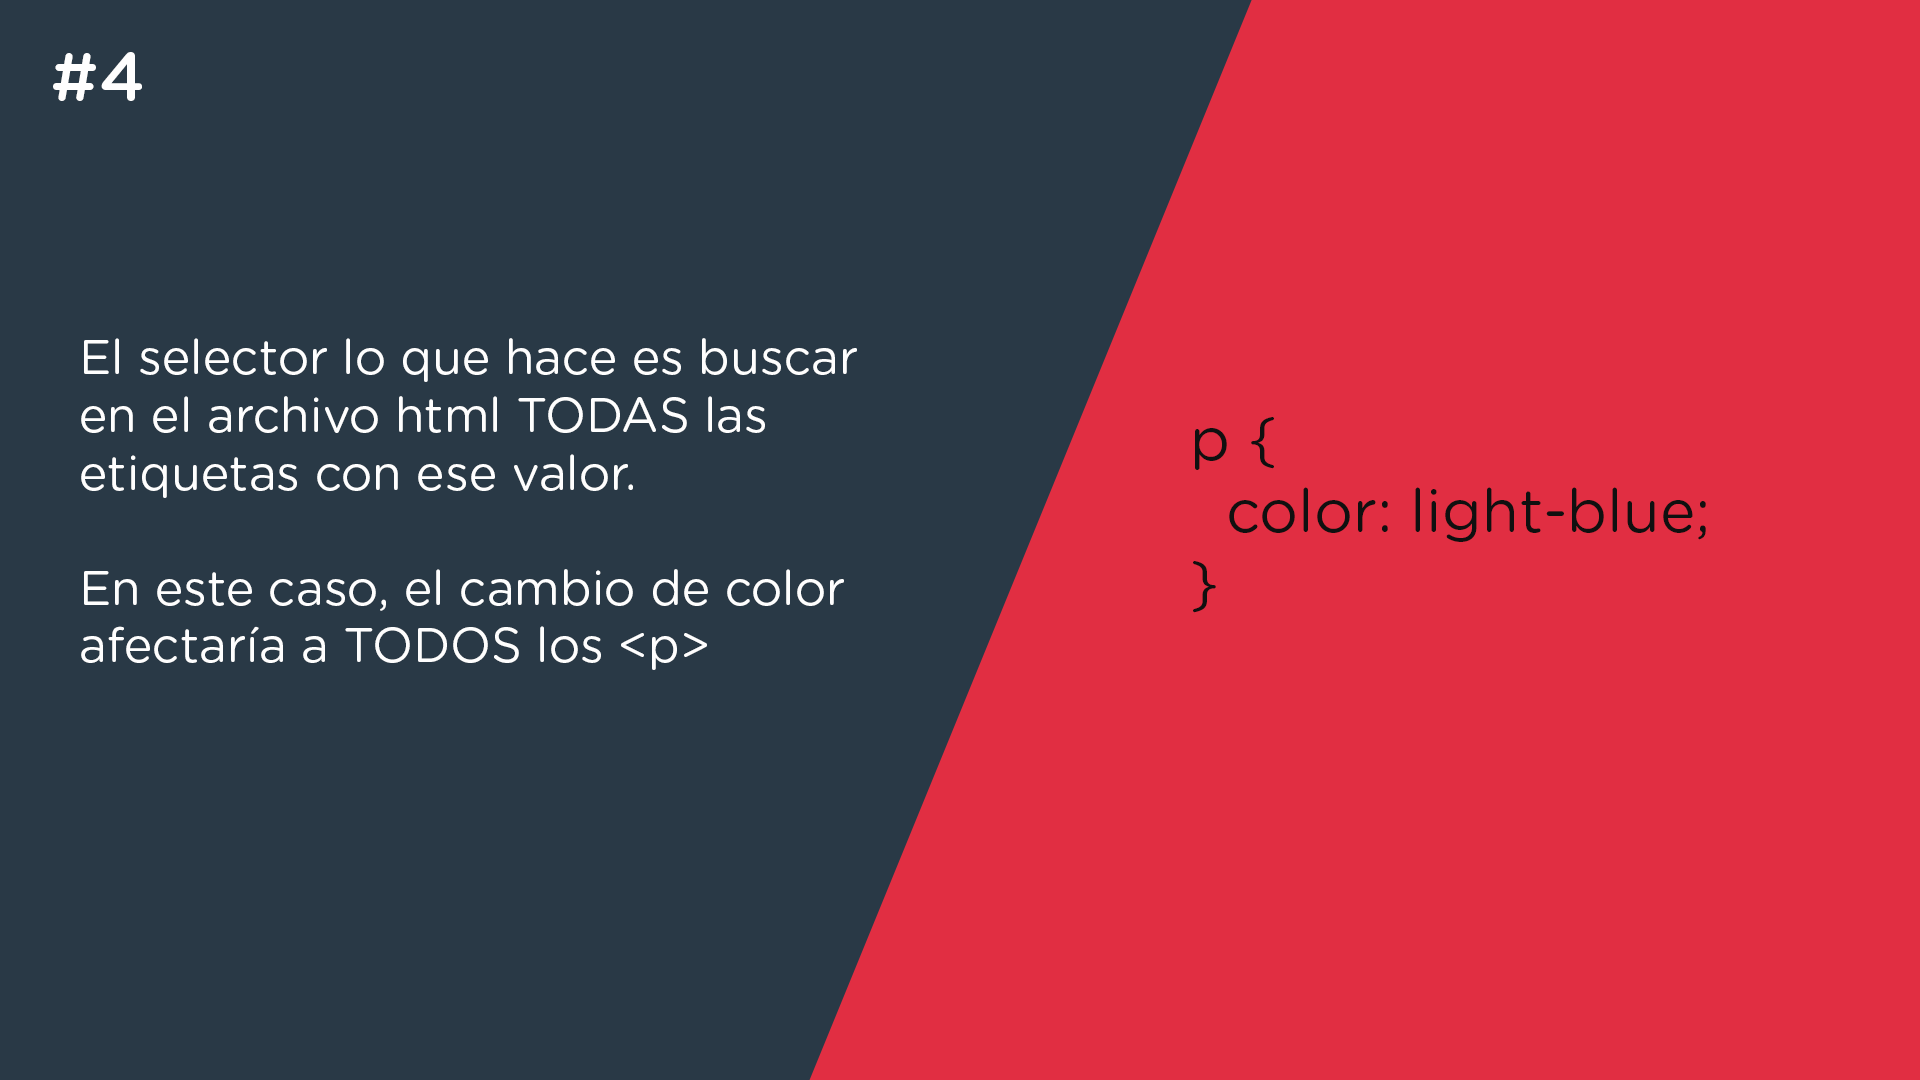 #4
El selector lo que hace es buscar
en el archivo html TODAS las
etiquetas con ese valor.
En este caso, el cambio de color
afectaría a TODOS los <p>
p {
color: light-blue;
}